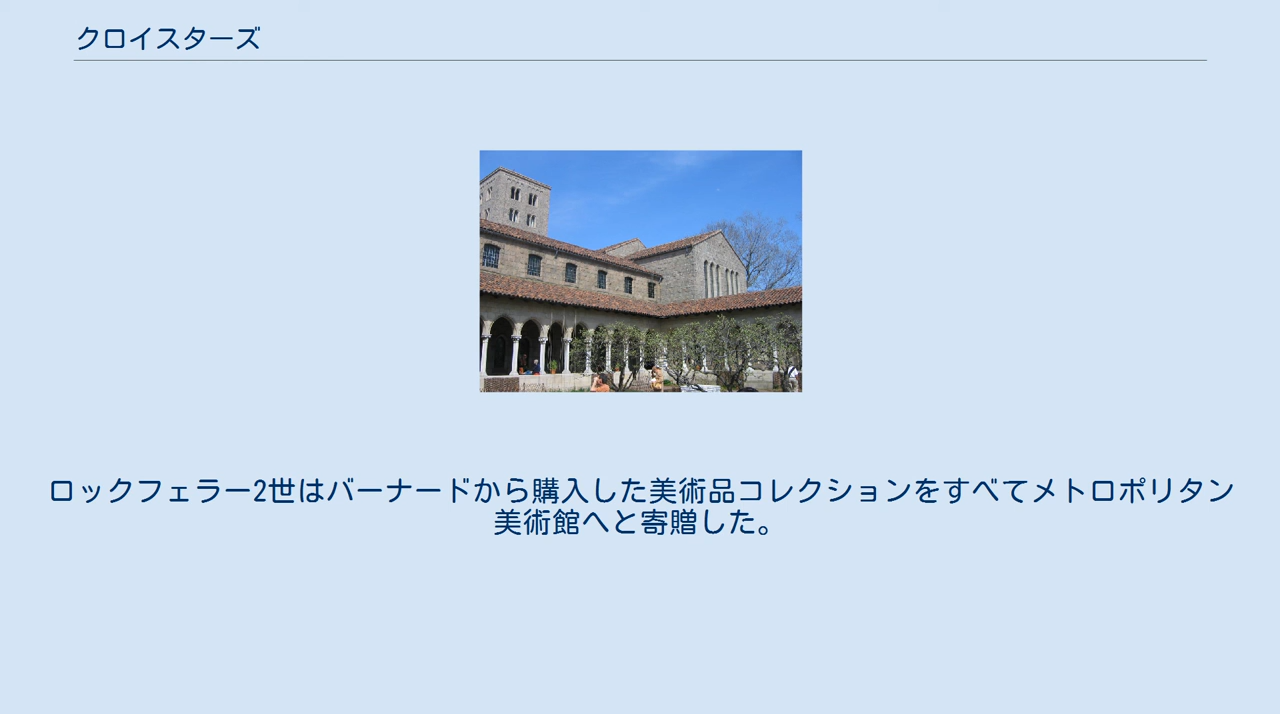 クロイスターズ
ロックフェラー2世はバーナードから購入した美術品コレクションをすべてメトロポリタン
美術館へと寄贈した。